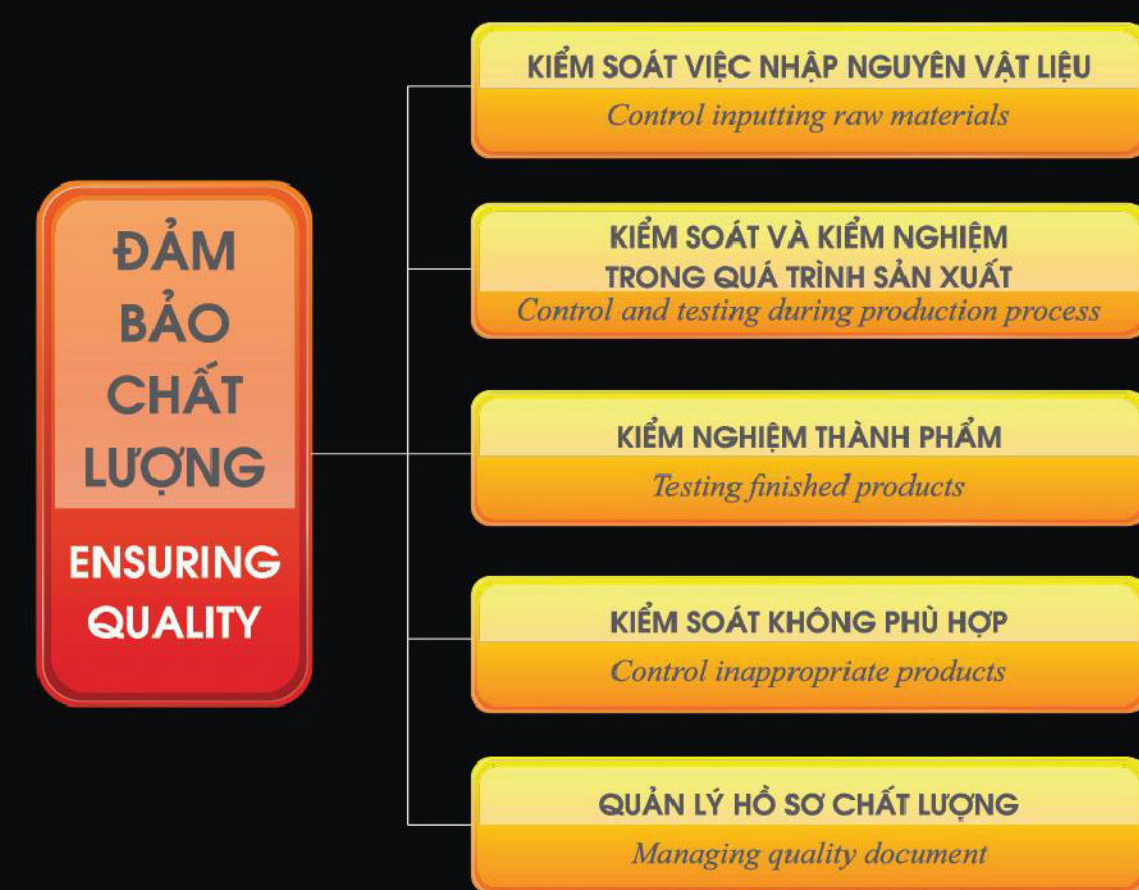 ĐẢM
BẢO
CHẤT
LƯỢNG
ENSURING
QUALITY
KIỂM SOÁT VIỆC NHẬP NGUYÊN VẬT LIỆU
Control inputting raw materials
KIỂM SOÁT VÀ KIỂM NGHIỆM
TRONG QUÁ TRÌNH SẢN XUẤT
Control and testing during production process
KIỂM NGHIỆM THÀNH PHẨM
Testing finished products
KIỂM SOÁT KHÔNG PHÙ HỢP
Control inappropriate products
QUẢN LÝ HỒ SƠ CHẤT LƯỢNG
Managing quality document